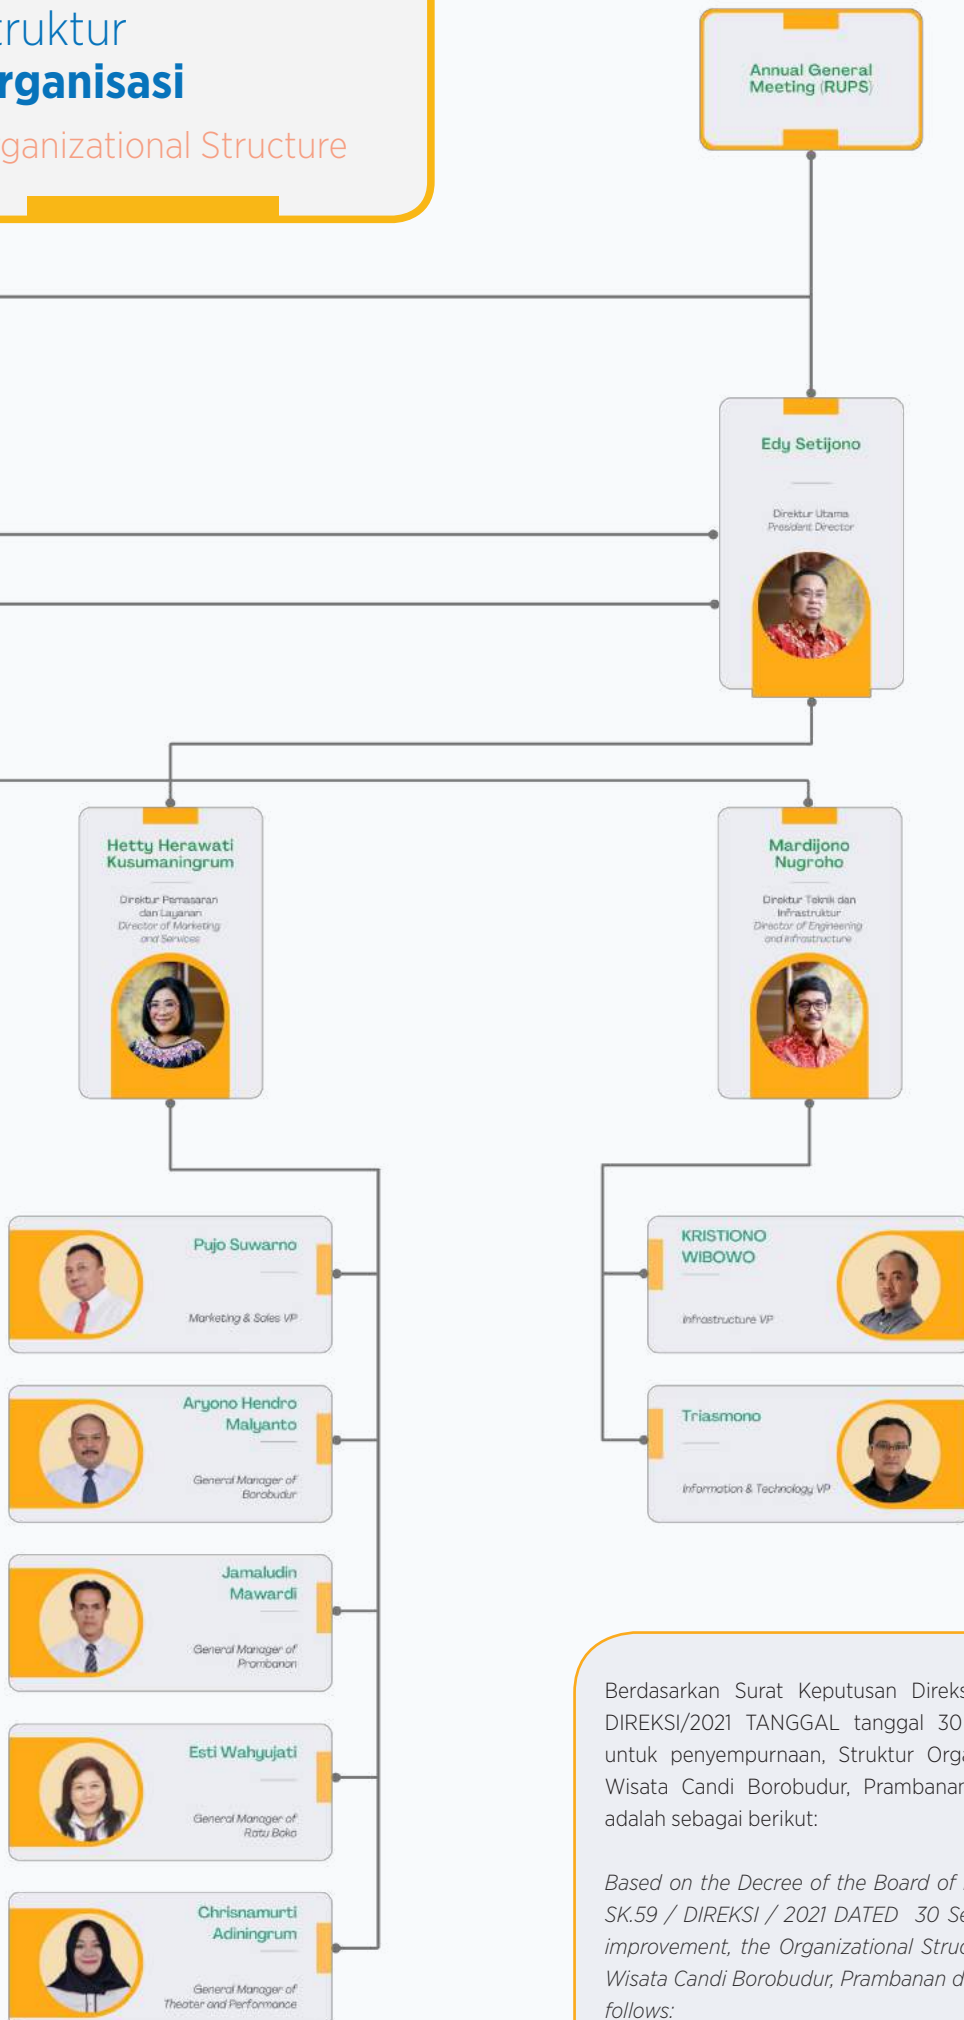 truktur
rganisasi
ganizational Structure
Annual General
Meeting (RUPS)
Edy Setijono
Direktur Utama
President Director
Hetty Herawati
Kusumaningrum
Direktur Pemasaran
dan Layanan
Director of Marketing
and Services
Mardijono
Nugroho
Direktur Teknik dan
Infrastruktur
Director of Engineering
and Infrastructure
Pujo Suwarno
Marketing & Sales VP
Aryono Hendro
Malyanto
General Manager of
Borobudur
Jamaludin
Mawardi
General Manager of
Prambanan
Esti Wahyujati
General Manager of
Ratu Boko
Chrisnamurti
Adiningrum
General Manager of
Theater and Performance
KRISTIONO
WIBOWO
Infrastructure VP
Triasmono
Information & Technology VP
Berdasarkan Surat Keputusan Direks
DIREKSI/2021 TANGGAL tanggal 30
untuk penyempurnaan, Struktur Orga
Wisata Candi Borobudur, Prambanan
adalah sebagai berikut:
Based on the Decree of the Board of
SK.59 / DIREKSI / 2021 DATED 30 Se
improvement, the Organizational Struc
Wisata Candi Borobudur, Prambanan d
follows: